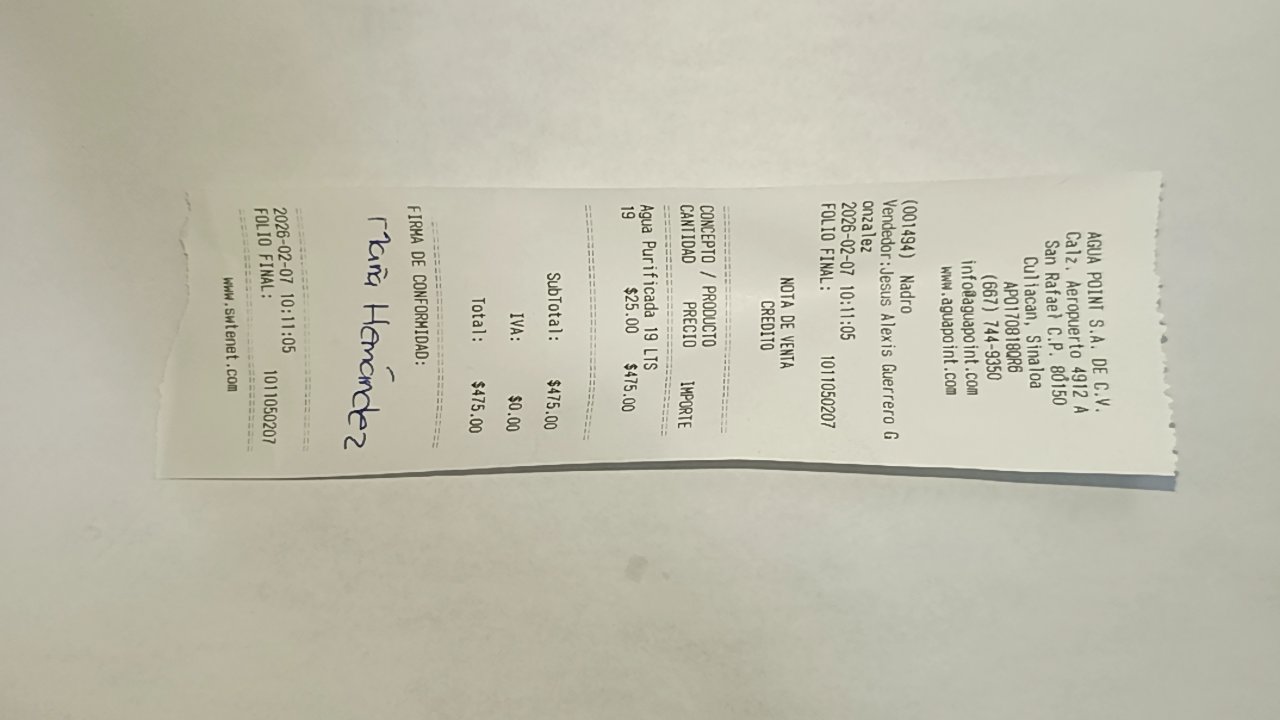 AGUA POINT S.A. DE C.V.
Calz. Aeropuerto 4912 A
San Rafael C.P. 80150
Culiacan, Sinaloa
APO170818QR6
(667) 744-9350
info@aguapoint.com
www.aguapoint.com
(001494) Nadro
Vendedor:Jesus Alexis Guerrero G
onzalez
2026-02-07 10:11:05
FOLIO FINAL: 1011050207
NOTA DE VENTA
CREDITO
================================
CONCEPTO / PRODUCTO
CANTIDAD PRECIO IMPORTE
================================
Agua Purificada 19 LTS
19 $25.00 $475.00
================================
SubTotal: $475.00
IVA: $0.00
Total: $475.00
================================
FIRMA DE CONFORMIDAD:
María Hernández
================================
2026-02-07 10:11:05
FOLIO FINAL: 1011050207
================================
www.swtenet.com